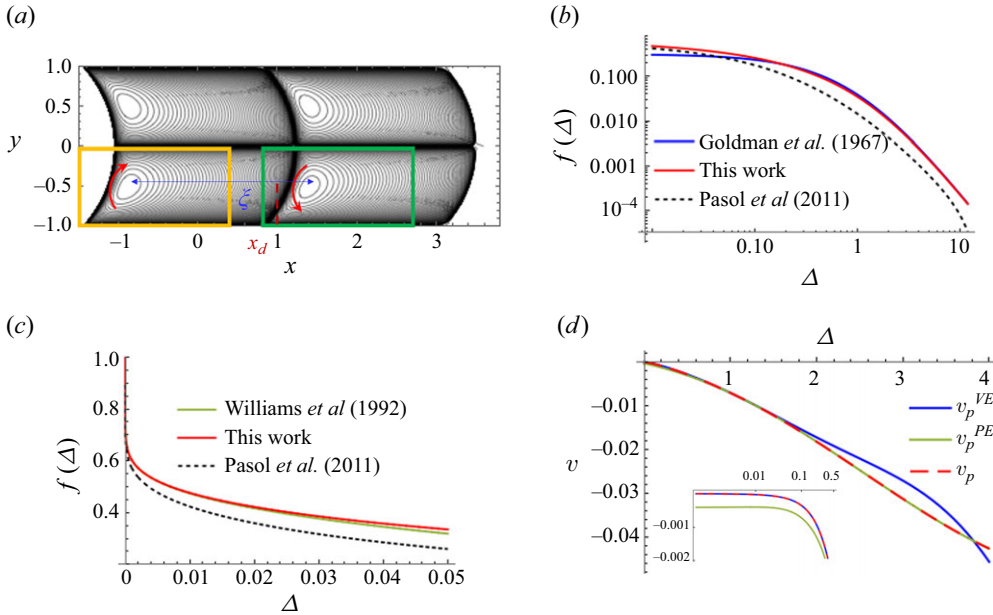 (a)
1.0
0.5
y
0
−0.5
−1.0
ξ
x_d
−1
0
1
2
3
x
(b)
0.100
0.010
0.001
10⁻⁴
f (Δ)
Goldman et al. (1967)
This work
Pasol et al (2011)
0.10
1
10
Δ
(c)
1.0
0.8
0.6
0.4
f (Δ)
Williams et al (1992)
This work
Pasol et al. (2011)
0
0.01
0.02
0.03
0.04
0.05
Δ
(d)
Δ
1
2
3
4
−0.01
−0.02
−0.03
−0.04
v
v_p^VE
v_p^PE
v_p
0.01
0.1
0.5
−0.001
−0.002